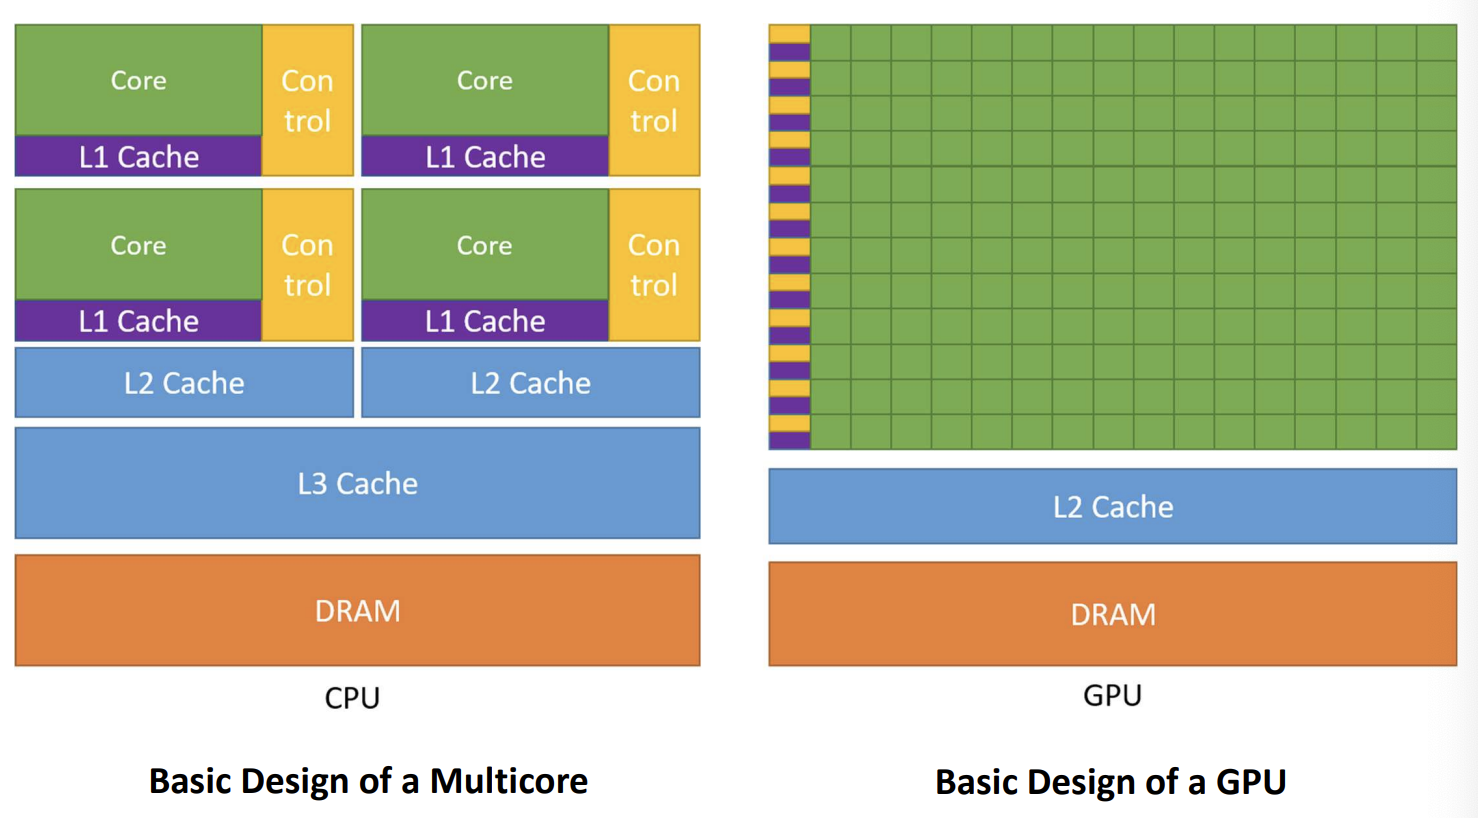 Core
Con
trol
L1 Cache
Core
Con
trol
L1 Cache
Core
Con
trol
L1 Cache
Core
Con
trol
L1 Cache
L2 Cache
L2 Cache
L3 Cache
DRAM
CPU
Basic Design of a Multicore
L2 Cache
DRAM
GPU
Basic Design of a GPU